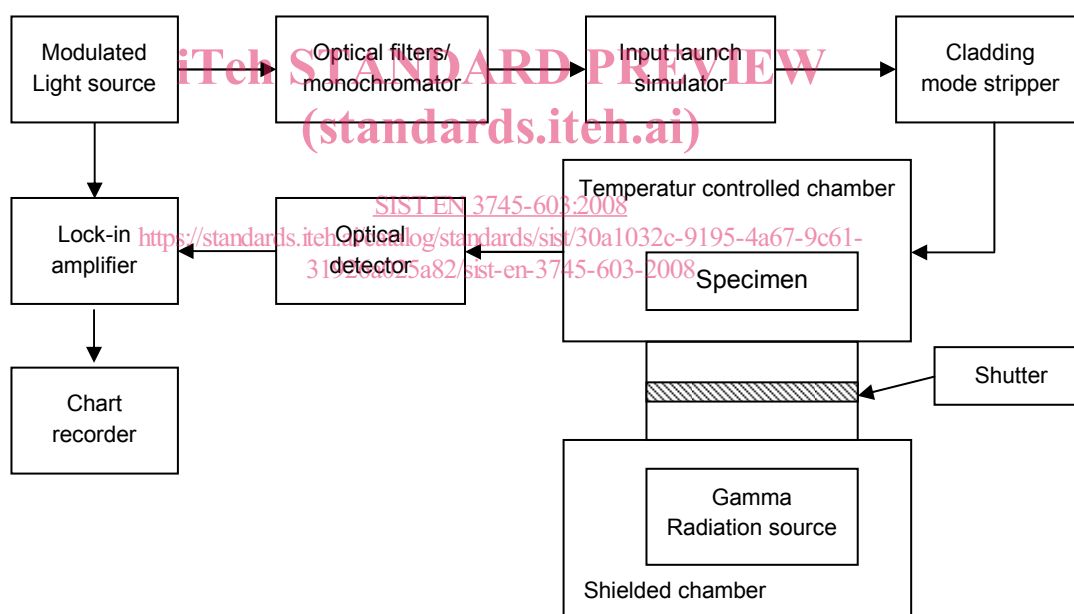 Modulated
Light source
Optical filters/
monochromator
Input launch
simulator
Cladding
mode stripper
iTeh STANDARD PREVIEW
(standards.iteh.ai)
Temperatur controlled chamber
SIST EN 3745-603:2008
https://standards.iteh.ai/catalog/standards/sist/30a1032c-9195-4a67-9c61-
31926a025a82/sist-en-3745-603-2008
Lock-in
amplifier
Optical
detector
Specimen
Chart
recorder
Shutter
Gamma
Radiation source
Shielded chamber